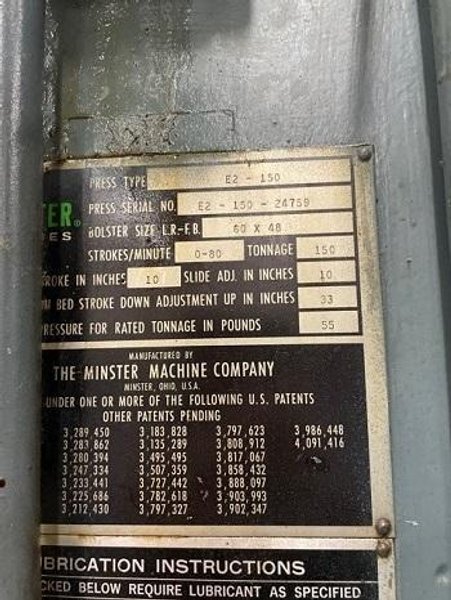 PRESS TYPE E2 - 150
PRESS SERIAL NO. E2 - 150 - 24759
TER® BOLSTER SIZE L.R.-F.B. 60 X 48
ES STROKES/MINUTE 0-80 TONNAGE 150
STROKE IN INCHES 10 SLIDE ADJ. IN INCHES 10
BED STROKE DOWN ADJUSTMENT UP IN INCHES 33
PRESSURE FOR RATED TONNAGE IN POUNDS 55
MANUFACTURED BY
THE MINSTER MACHINE COMPANY
MINSTER, OHIO, U.S.A.
UNDER ONE OR MORE OF THE FOLLOWING U.S. PATENTS
OTHER PATENTS PENDING
3,289,450 3,183,828 3,797,623 3,986,448
3,283,862 3,135,289 3,808,912 4,091,416
3,280,394 3,495,495 3,817,067
3,247,334 3,507,359 3,858,432
3,233,441 3,727,442 3,888,097
3,225,686 3,782,618 3,903,993
3,212,430 3,797,327 3,902,347
UBRICATION INSTRUCTIONS
CKED BELOW REQUIRE LUBRICANT AS SPECIFIED